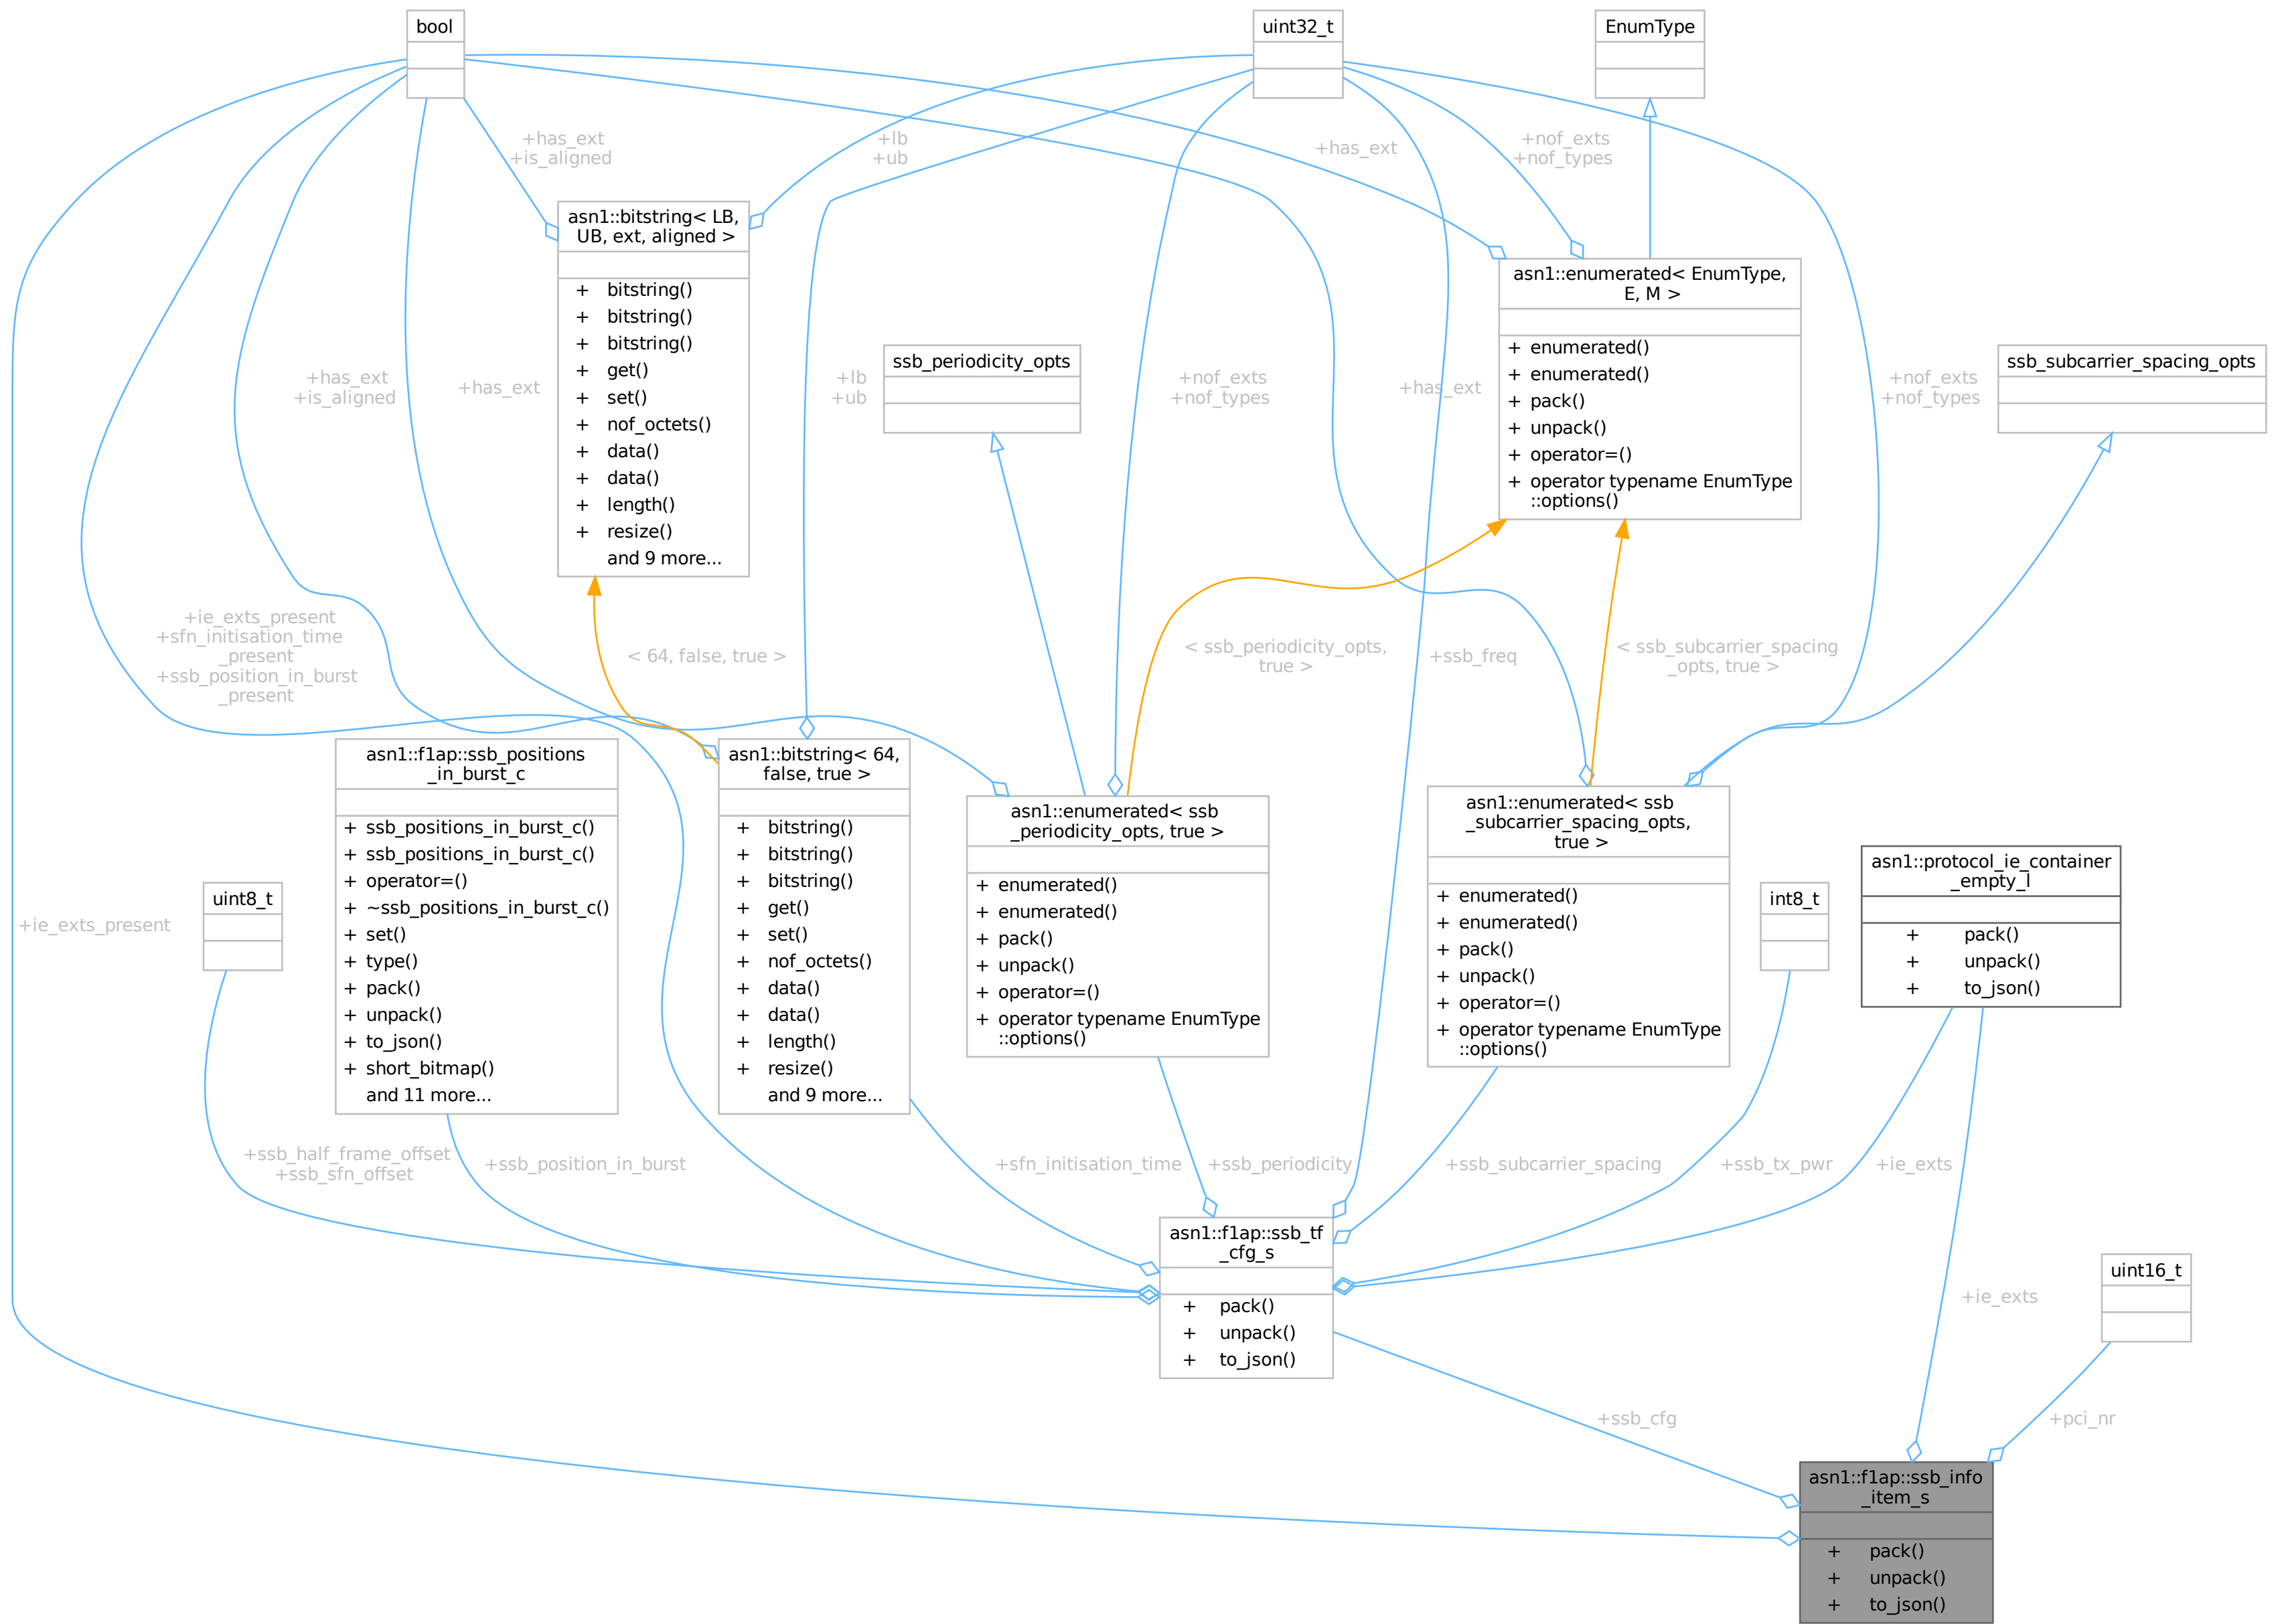 bool
uint32_t
EnumType
+has_ext
+is_aligned
+lb
+ub
+has_ext
+nof_exts
+nof_types
asn1::bitstring< LB,
UB, ext, aligned >
+ bitstring()
+ bitstring()
+ bitstring()
+ get()
+ set()
+ nof_octets()
+ data()
+ data()
+ length()
+ resize()
and 9 more...
asn1::enumerated< EnumType,
E, M >
+ enumerated()
+ enumerated()
+ pack()
+ unpack()
+ operator=()
+ operator typename EnumType
::options()
ssb_periodicity_opts
ssb_subcarrier_spacing_opts
+has_ext
+is_aligned
+has_ext
+lb
+ub
+nof_exts
+nof_types
+has_ext
+nof_exts
+nof_types
+ie_exts_present
+sfn_initisation_time
_present
+ssb_position_in_burst
_present
< 64, false, true >
< ssb_periodicity_opts,
true >
+ssb_freq
< ssb_subcarrier_spacing
_opts, true >
asn1::f1ap::ssb_positions
_in_burst_c
+ ssb_positions_in_burst_c()
+ ssb_positions_in_burst_c()
+ operator=()
+ ~ssb_positions_in_burst_c()
+ set()
+ type()
+ pack()
+ unpack()
+ to_json()
+ short_bitmap()
and 11 more...
asn1::bitstring< 64,
false, true >
+ bitstring()
+ bitstring()
+ bitstring()
+ get()
+ set()
+ nof_octets()
+ data()
+ data()
+ length()
+ resize()
and 9 more...
asn1::enumerated< ssb
_periodicity_opts, true >
+ enumerated()
+ enumerated()
+ pack()
+ unpack()
+ operator=()
+ operator typename EnumType
::options()
asn1::enumerated< ssb
_subcarrier_spacing_opts,
true >
+ enumerated()
+ enumerated()
+ pack()
+ unpack()
+ operator=()
+ operator typename EnumType
::options()
asn1::protocol_ie_container
_empty_l
+ pack()
+ unpack()
+ to_json()
uint8_t
int8_t
+ie_exts_present
+ssb_half_frame_offset
+ssb_sfn_offset
+ssb_position_in_burst
+sfn_initisation_time
+ssb_periodicity
+ssb_subcarrier_spacing
+ssb_tx_pwr
+ie_exts
asn1::f1ap::ssb_tf
_cfg_s
+ pack()
+ unpack()
+ to_json()
uint16_t
+ie_exts
+ssb_cfg
+pci_nr
asn1::f1ap::ssb_info
_item_s
+ pack()
+ unpack()
+ to_json()